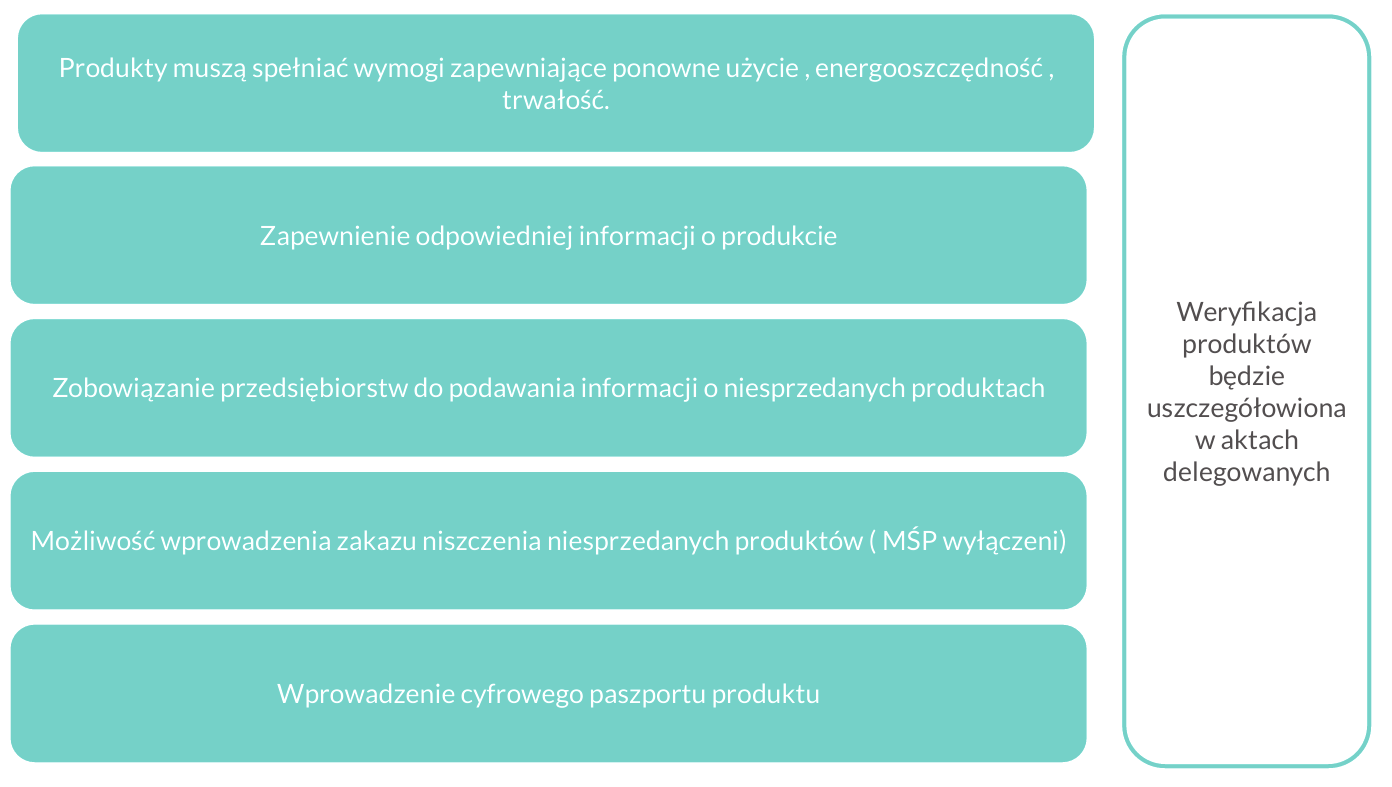 Produkty muszą spełniać wymogi zapewniające ponowne użycie , energooszczędność ,
trwałość.
Zapewnienie odpowiedniej informacji o produkcie
Zobowiązanie przedsiębiorstw do podawania informacji o niesprzedanych produktach
Możliwość wprowadzenia zakazu niszczenia niesprzedanych produktów ( MŚP wyłączeni)
Wprowadzenie cyfrowego paszportu produktu
Weryfikacja
produktów
będzie
uszczegółowiona
w aktach
delegowanych